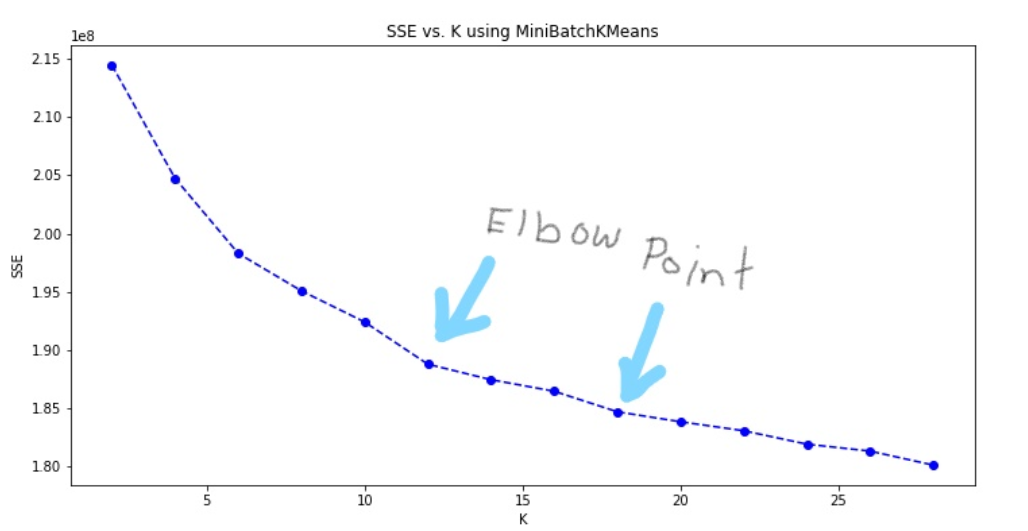 SSE vs. K using MiniBatchKMeans
1e8
2.15
2.10
2.05
2.00
1.95
1.90
1.85
1.80
SSE
Elbow Point
5 10 15 20 25
K